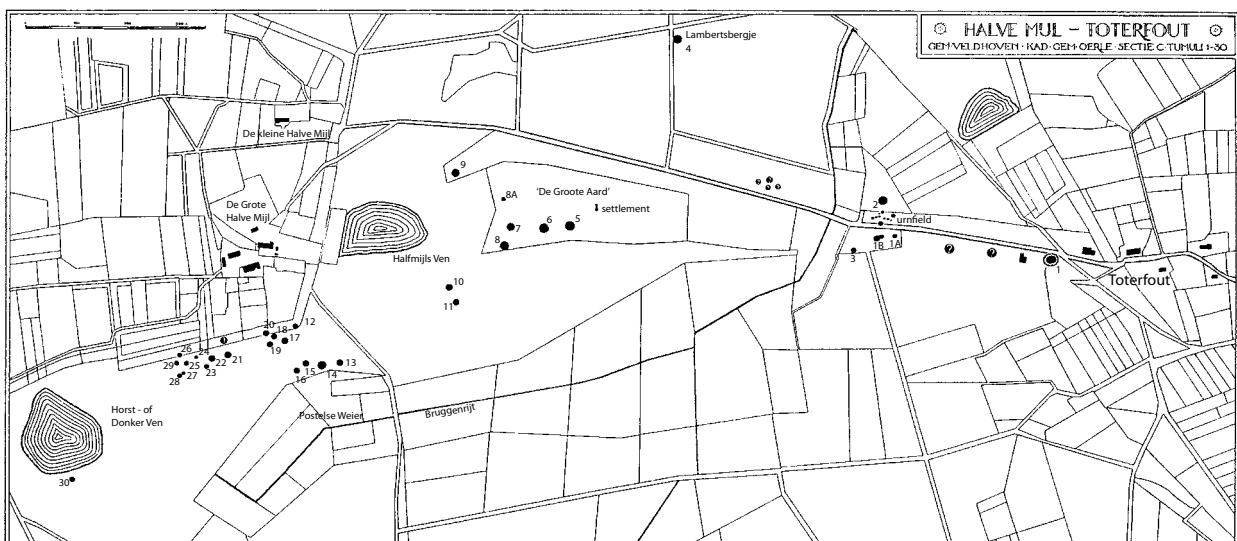 HALVE MIJL – TOTERFOUT
GEM·VELDHOVEN · KAD·GEM·OERLE · SECTIE C·TUMULI 1-30
Lambertsbergje
4
De kleine Halve Mijl
9
8A
'De Groote Aard'
settlement
De Grote
Halve Mijl
7
6
5
8
Halfmijls Ven
?
?
?
?
2
urnfield
1B
1A
3
?
?
1
Toterfout
10
11
12
20
18
17
19
26
24
!
21
29
25
22
23
28
27
13
15
14
16
Horst - of
Donker Ven
Postelse Weier
Bruggenrijt
30